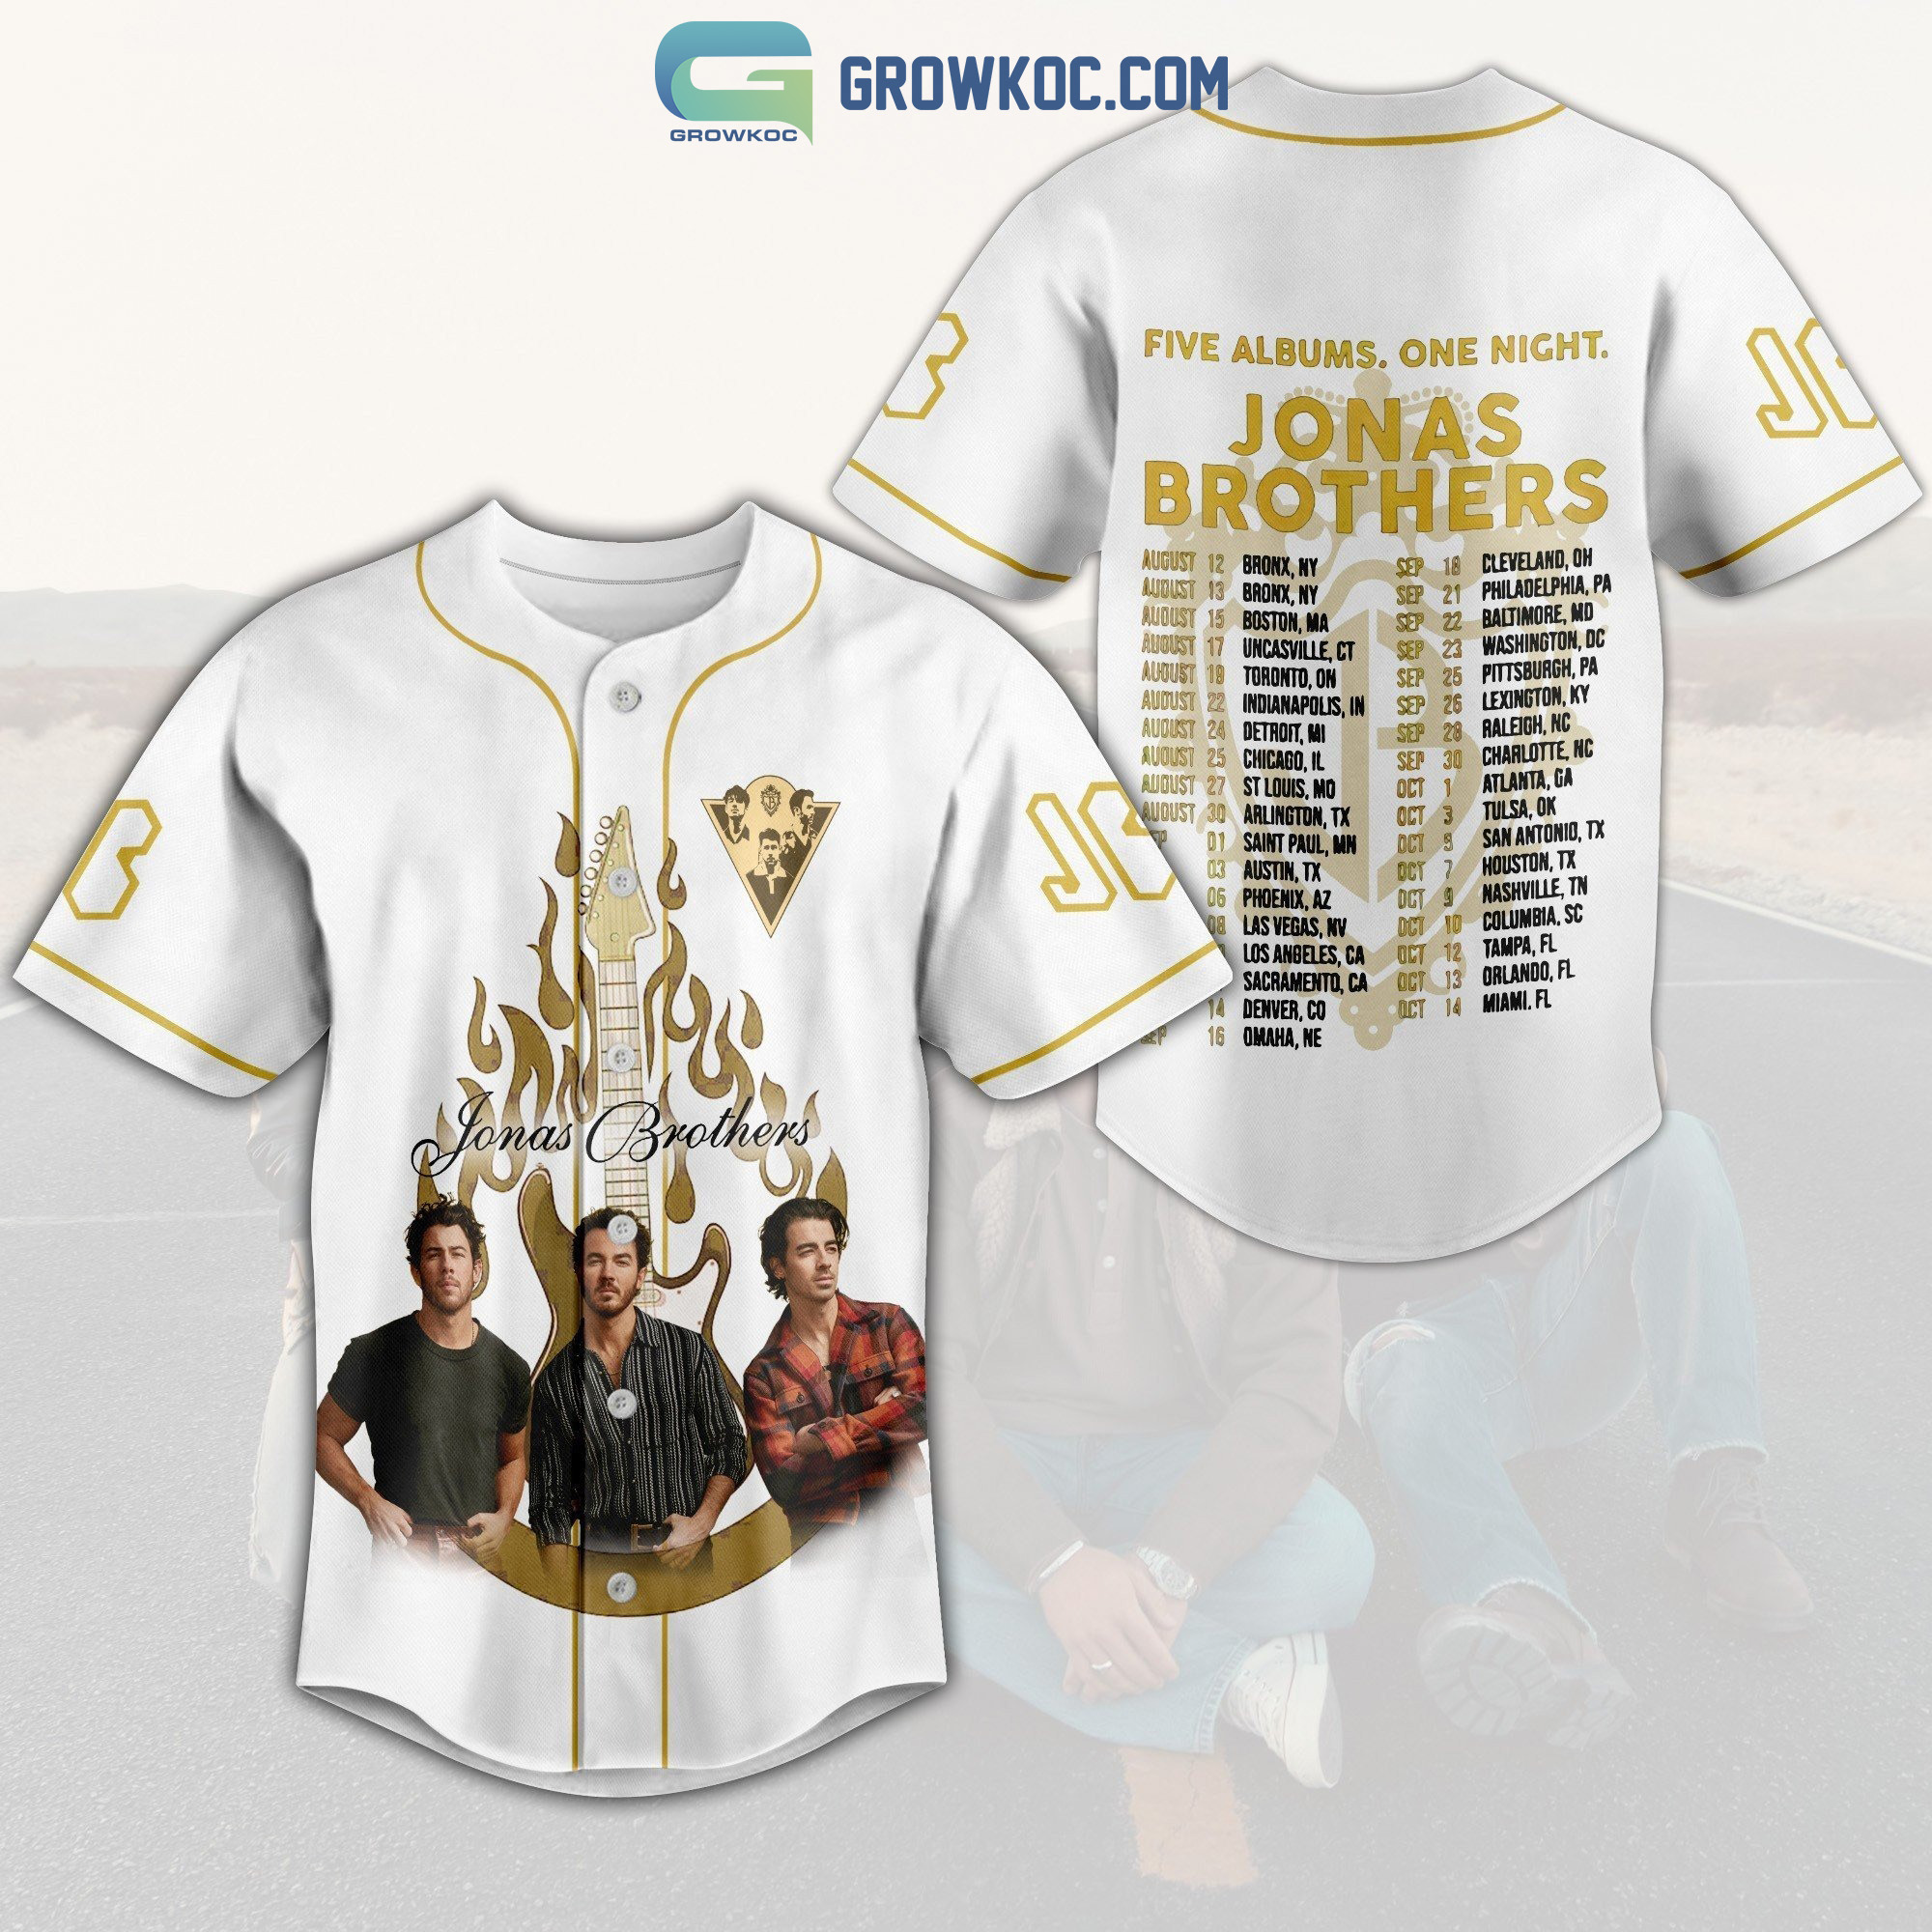 GROWKOC
GROWKOC.COM
FIVE ALBUMS. ONE NIGHT.
JONAS
BROTHERS
AUGUST 12 BRONX, NY
AUGUST 13 BRONX, NY
AUGUST 15 BOSTON, MA
AUGUST 17 UNCASVILLE, CT
AUGUST 19 TORONTO, ON
AUGUST 22 INDIANAPOLIS, IN
AUGUST 24 DETROIT, MI
AUGUST 25 CHICAGO, IL
AUGUST 27 ST LOUIS, MO
AUGUST 30 ARLINGTON, TX
01 SAINT PAUL, MN
03 AUSTIN, TX
06 PHOENIX, AZ
08 LAS VEGAS, NV
LOS ANGELES, CA
SACRAMENTO, CA
14 DENVER, CO
SEP 16 OMAHA, NE
SEP 18 CLEVELAND, OH
SEP 21 PHILADELPHIA, PA
SEP 22 BALTIMORE, MD
SEP 23 WASHINGTON, DC
SEP 25 PITTSBURGH, PA
SEP 26 LEXINGTON, KY
SEP 28 RALEIGH, NC
SEP 30 CHARLOTTE, NC
OCT 1 ATLANTA, GA
OCT 3 TULSA, OK
OCT 5 SAN ANTONIO, TX
OCT 7 HOUSTON, TX
OCT 9 NASHVILLE, TN
OCT 10 COLUMBIA, SC
OCT 12 TAMPA, FL
OCT 13 ORLANDO, FL
OCT 14 MIAMI, FL
Jonas Brothers